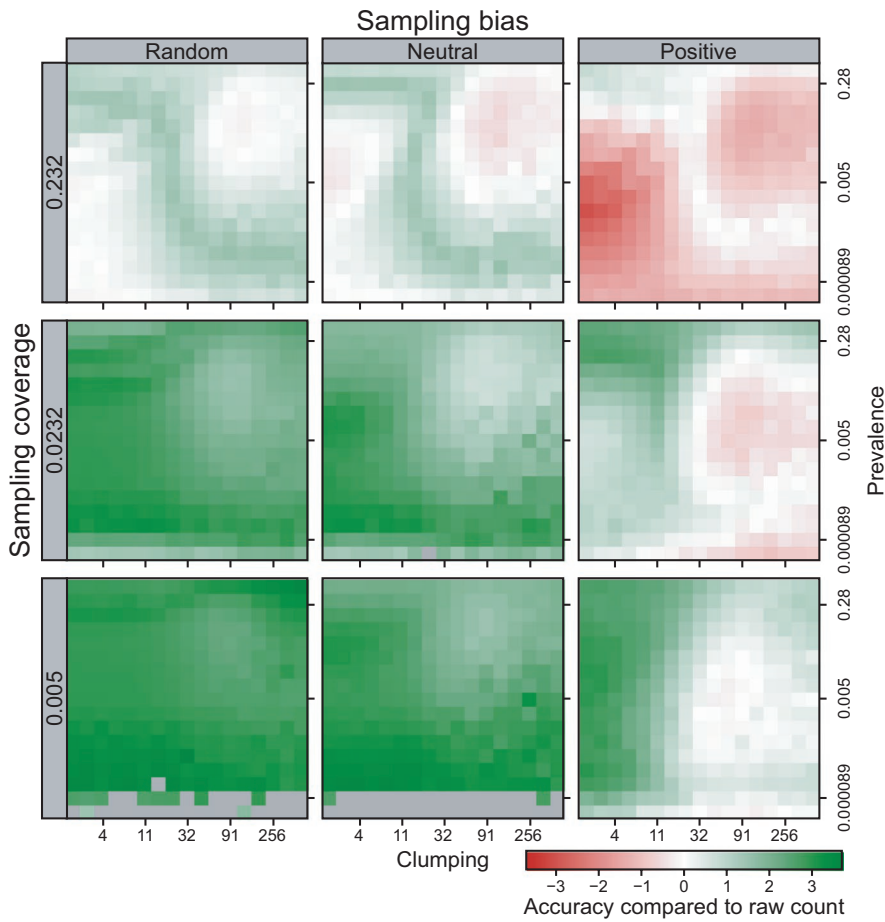 Sampling bias
Random Neutral Positive
Sampling coverage
0.232
0.28
0.005
0.000089
0.0232
0.28
0.005
0.000089
Prevalence
0.005
0.28
0.005
0.000089
4 11 32 91 256 4 11 32 91 256 4 11 32 91 256
Clumping
−3 −2 −1 0 1 2 3
Accuracy compared to raw count